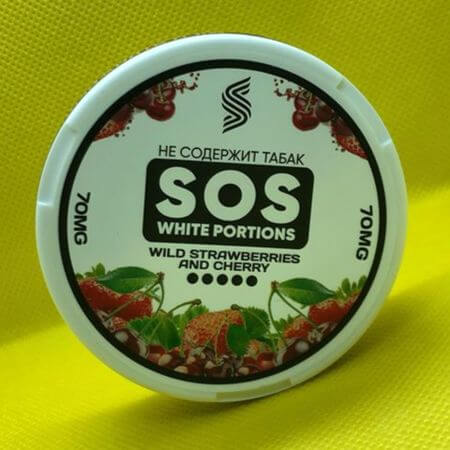 НЕ СОДЕРЖИТ ТАБАК
SOS
WHITE PORTIONS
WILD STRAWBERRIES
AND CHERRY
70MG
70MG